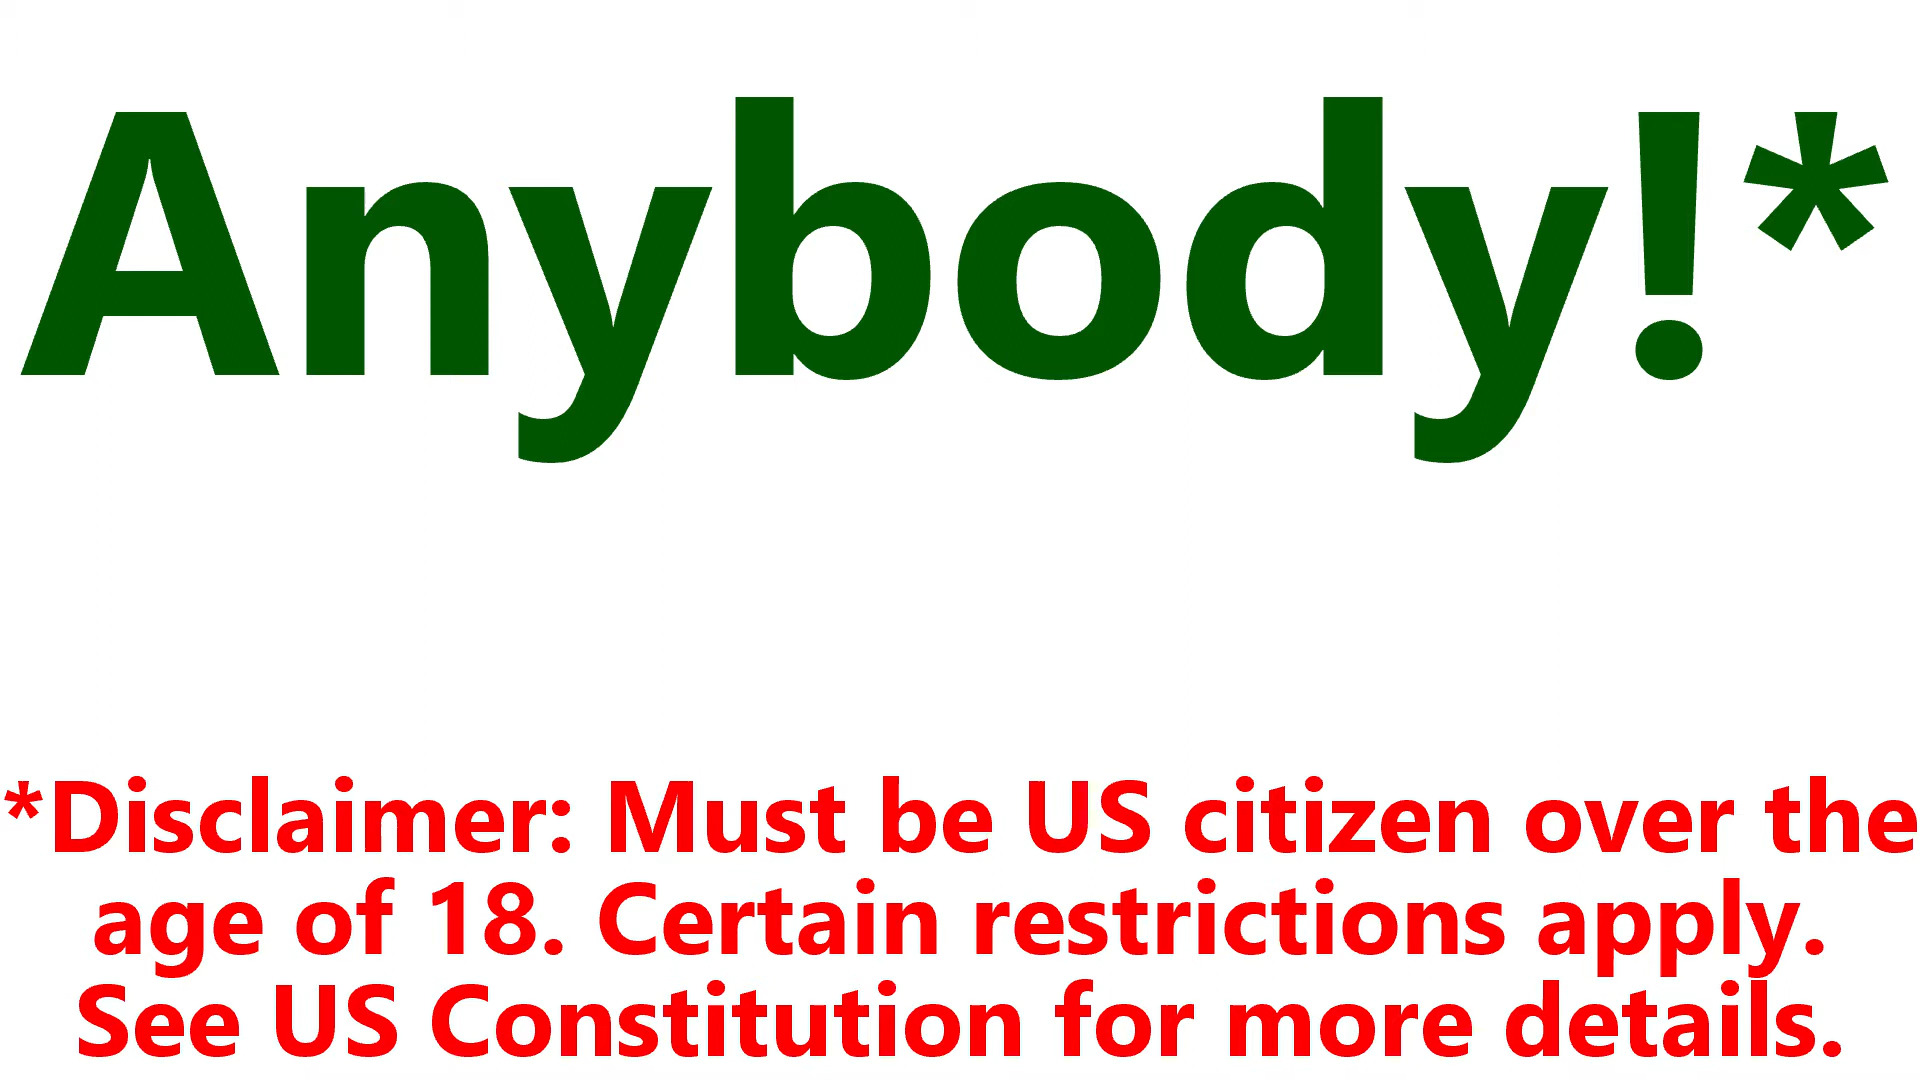 Anybody!*
*Disclaimer: Must be US citizen over the
age of 18. Certain restrictions apply.
See US Constitution for more details.